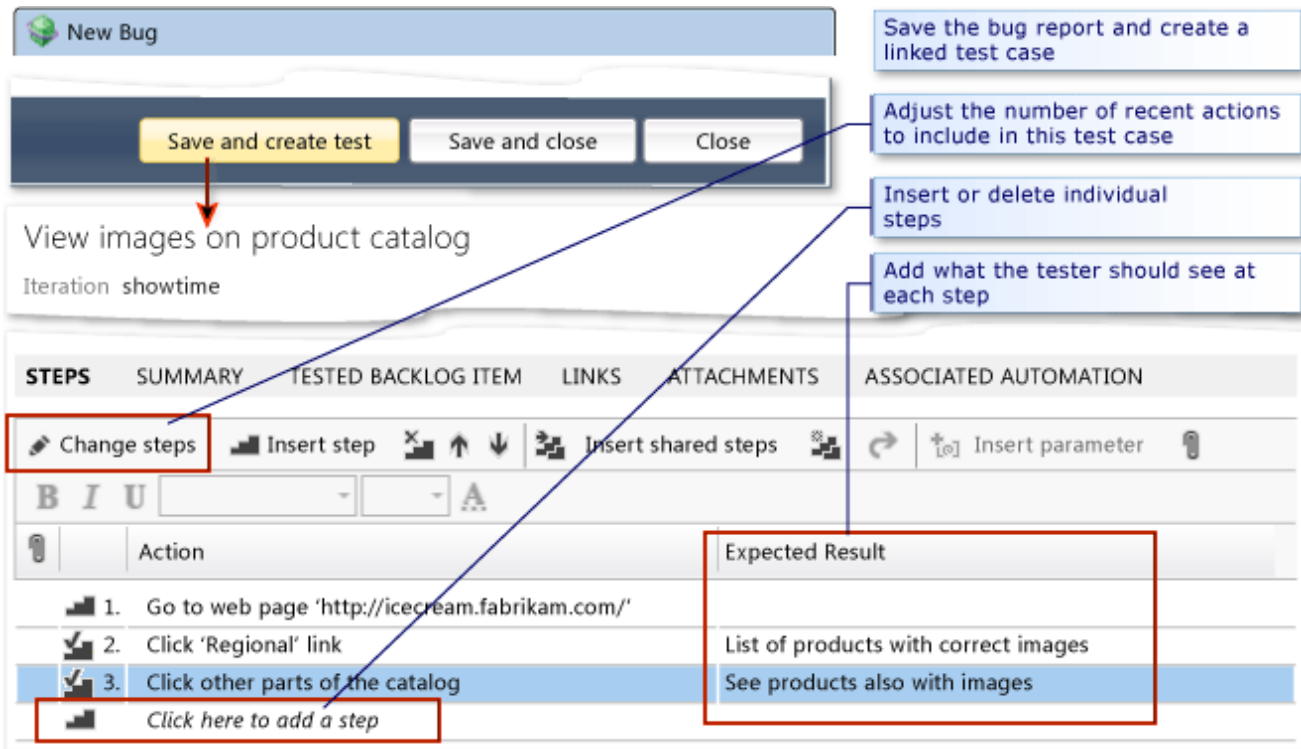 New Bug
Save the bug report and create a
linked test case
Adjust the number of recent actions
to include in this test case
Save and create test
Save and close
Close
Insert or delete individual
steps
View images on product catalog
Add what the tester should see at
each step
Iteration showtime
STEPS SUMMARY TESTED BACKLOG ITEM LINKS ATTACHMENTS ASSOCIATED AUTOMATION
Change steps Insert step Insert shared steps Insert parameter
B I U A
Action Expected Result
1. Go to web page 'http://icecream.fabrikam.com/'
2. Click 'Regional' link List of products with correct images
3. Click other parts of the catalog See products also with images
Click here to add a step